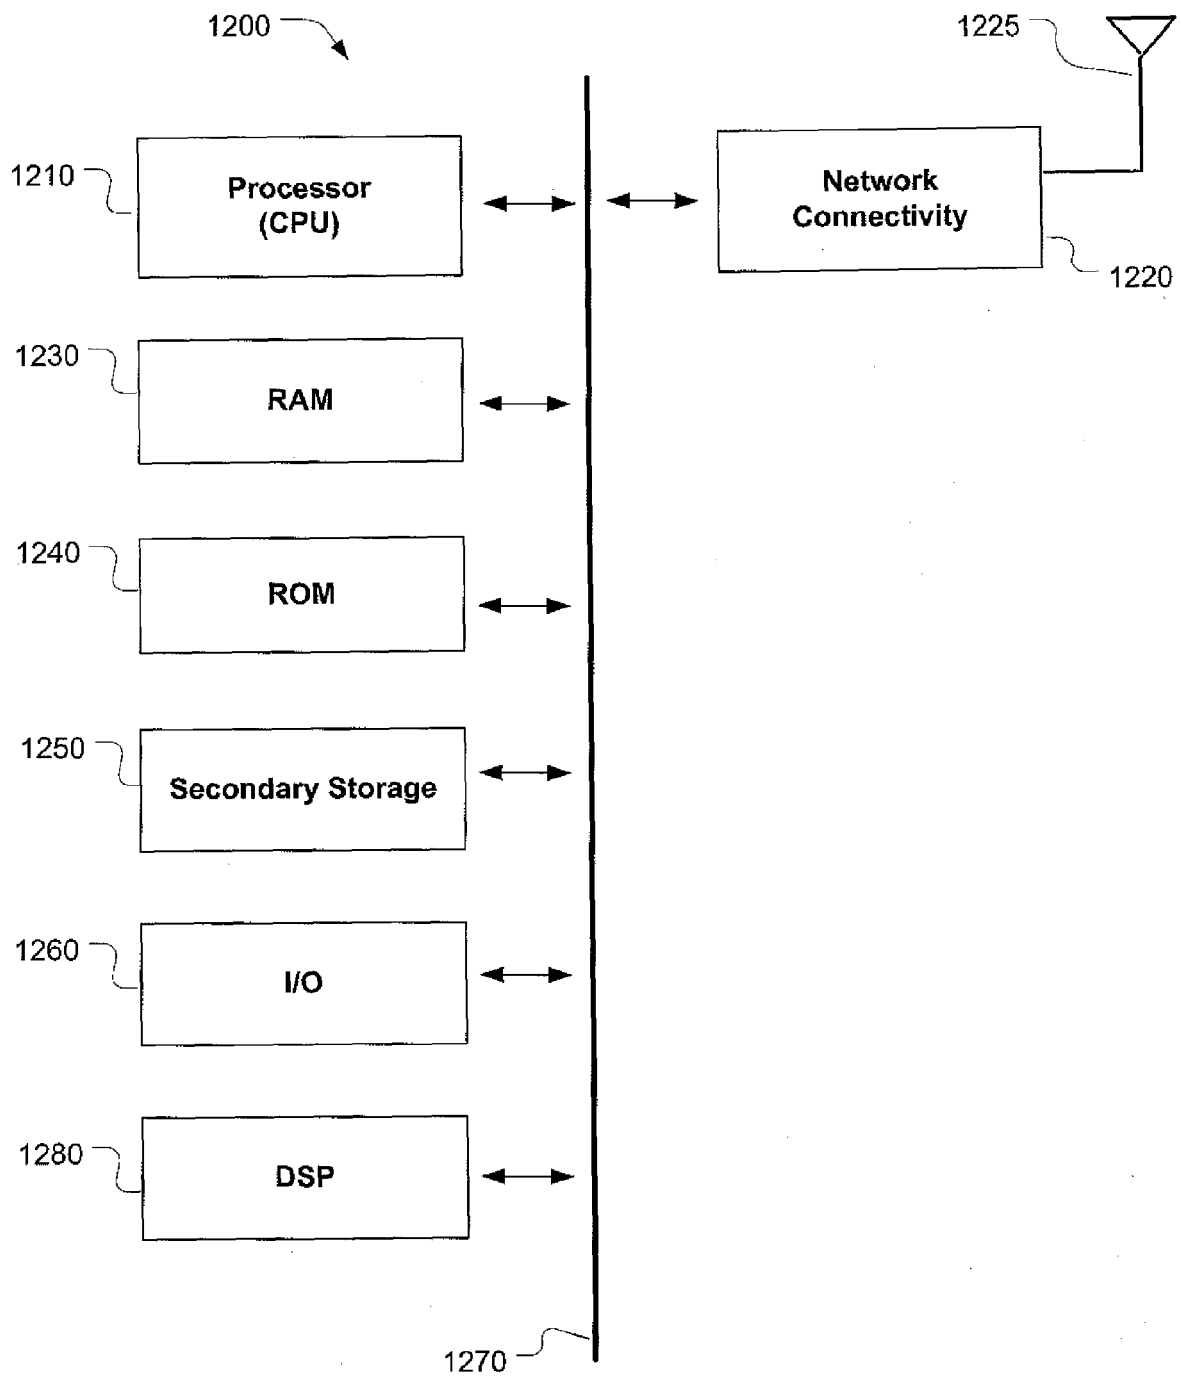 1200
1225
1210
Processor
(CPU)
Network
Connectivity
1220
1230
RAM
1240
ROM
1250
Secondary Storage
1260
I/O
1280
DSP
1270